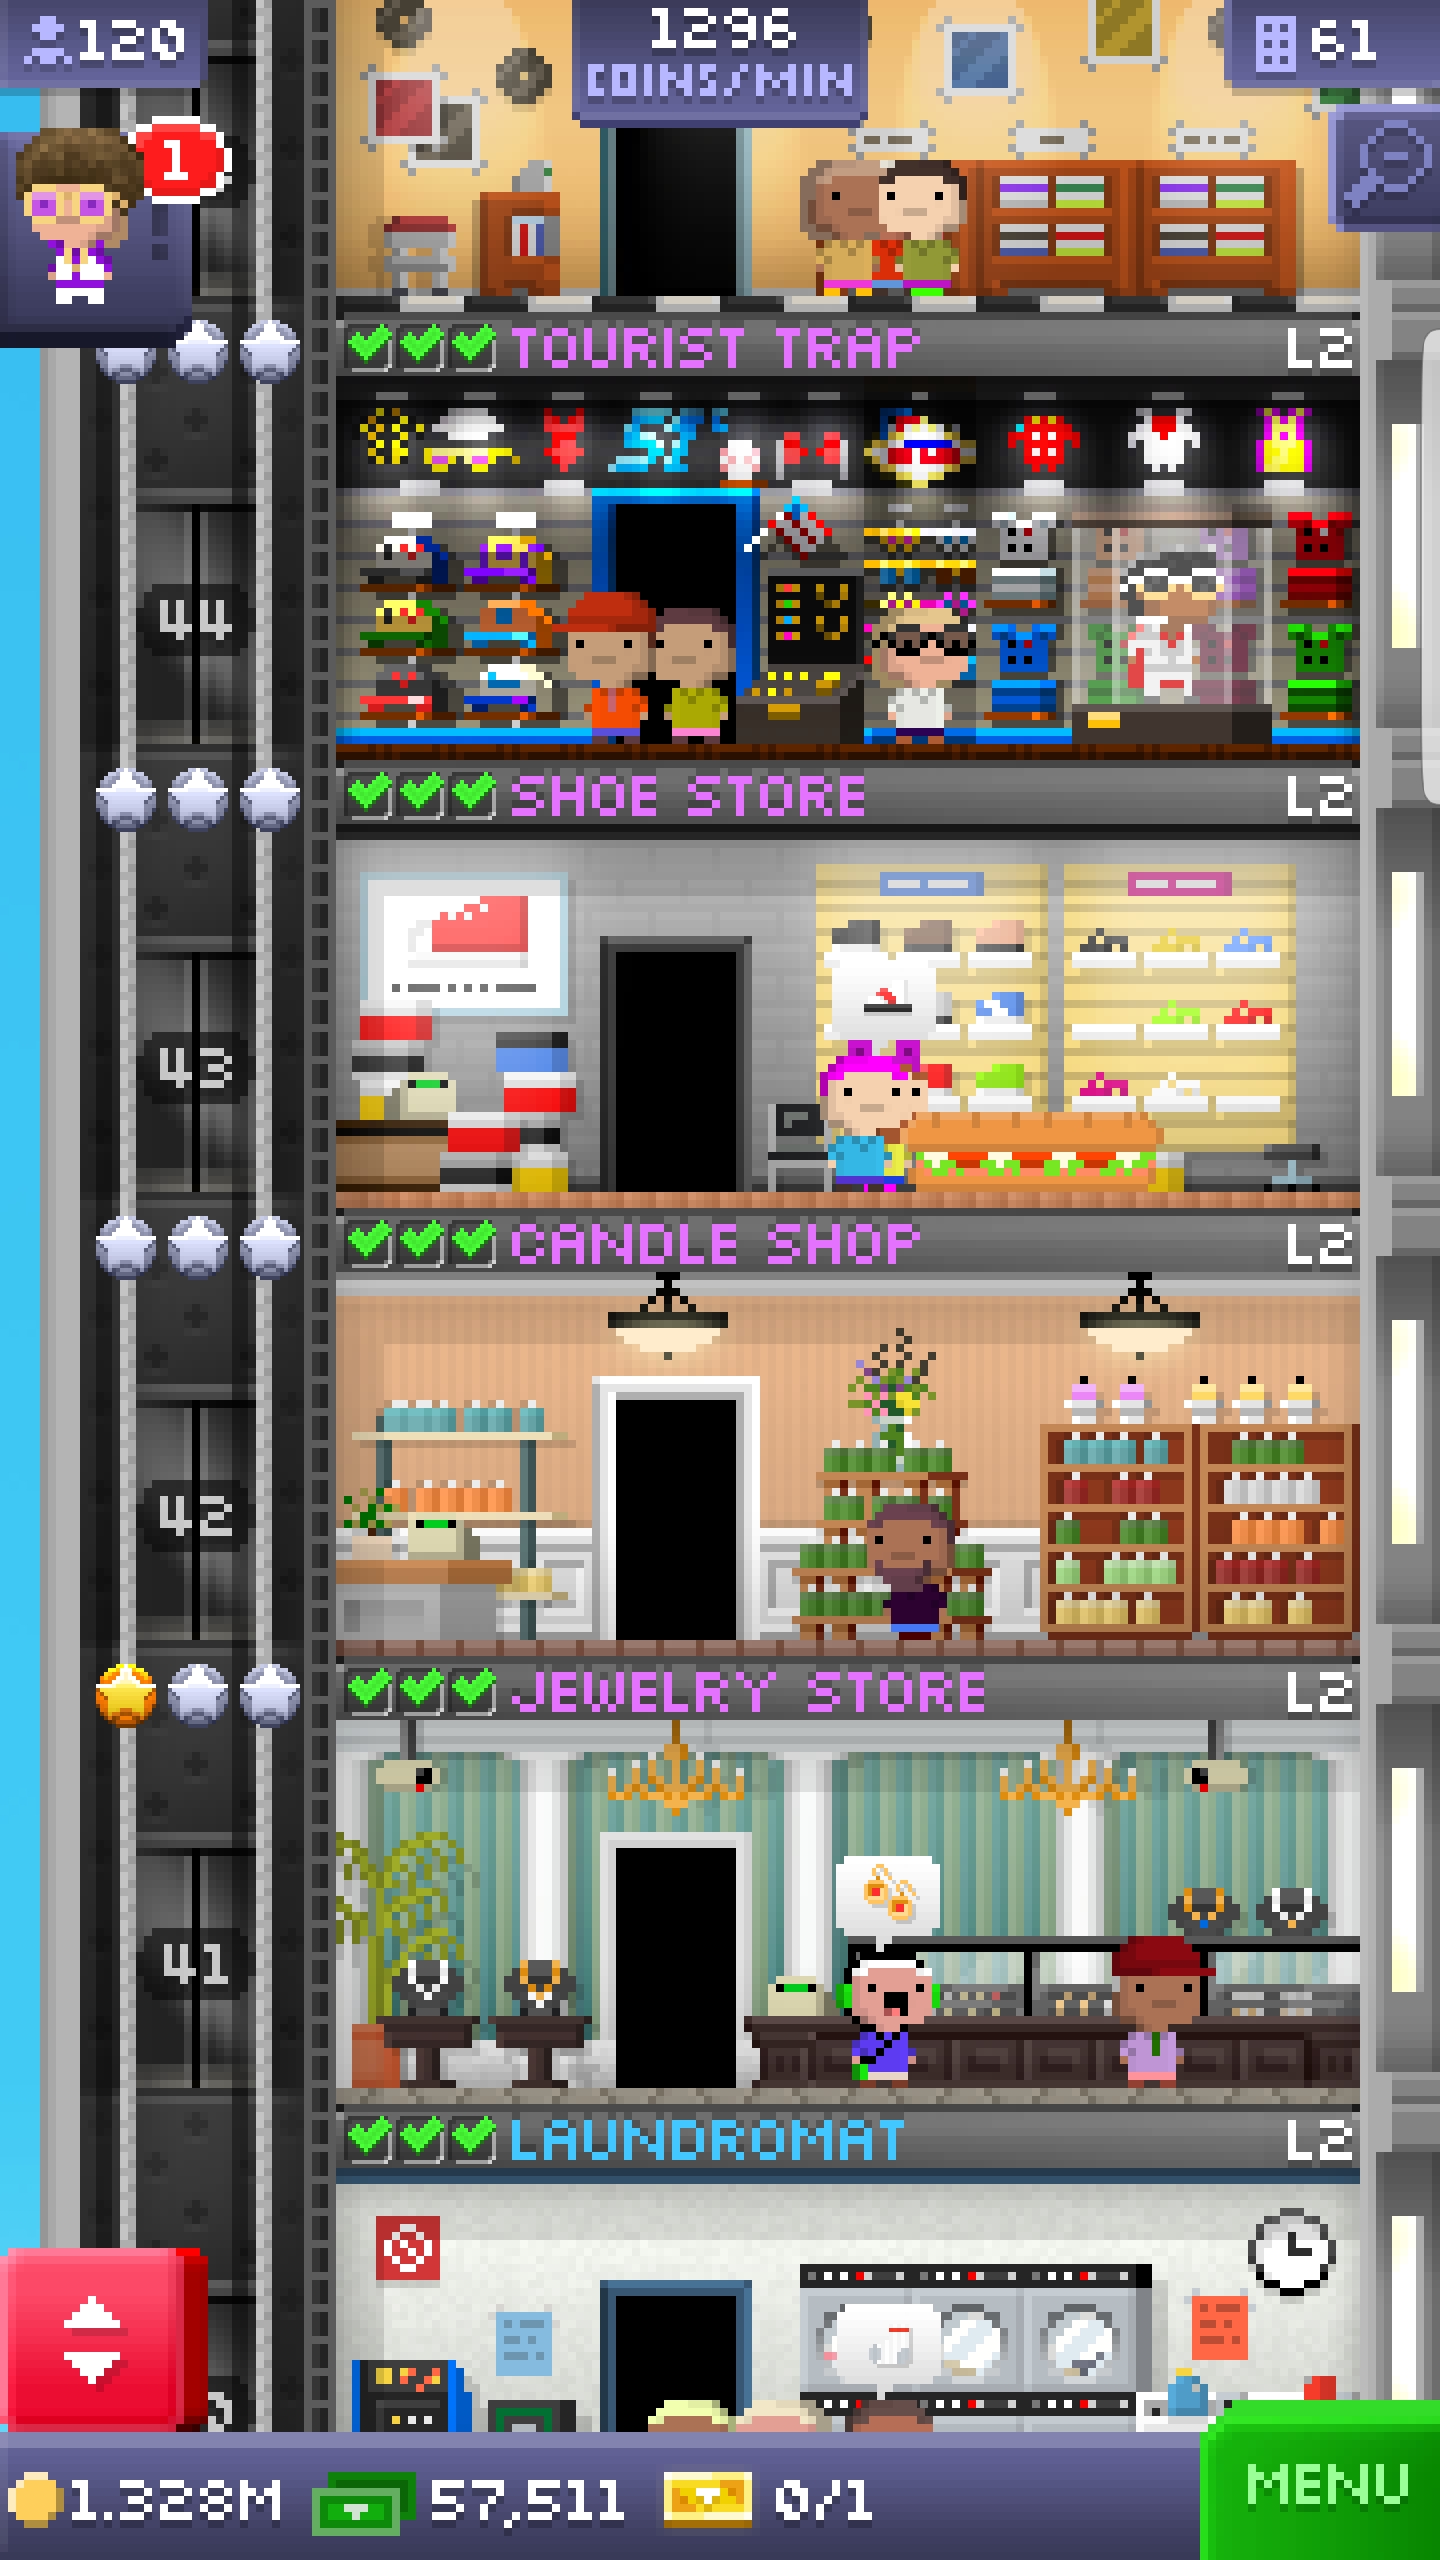 120
1296
COINS/MIN
61
1
TOURIST TRAP L2
44
SHOE STORE L2
43
CANDLE SHOP L2
42
JEWELRY STORE L2
41
LAUNDROMAT L2
1.328M 57,511 0/1 MENU